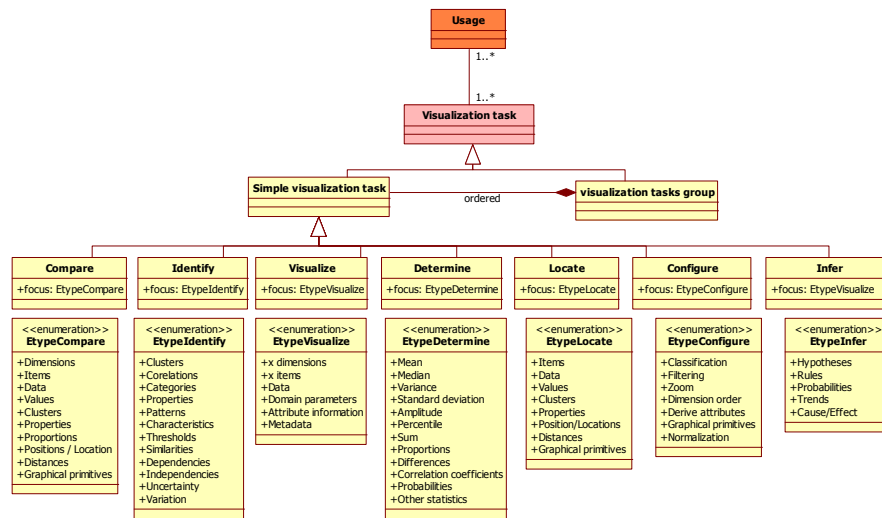 Usage
1..*
1..*
Visualization task
Simple visualization task
ordered
visualization tasks group
Compare
+focus: EtypeCompare
Identify
+focus: EtypeIdentify
Visualize
+focus: EtypeVisualize
Determine
+focus: EtypeDetermine
Locate
+focus: EtypeLocate
Configure
+focus: EtypeConfigure
Infer
+focus: EtypeVisualize
<<enumeration>>
EtypeCompare
+Dimensions
+Items
+Data
+Values
+Clusters
+Properties
+Proportions
+Positions / Location
+Distances
+Graphical primitives
<<enumeration>>
EtypeIdentify
+Clusters
+Corelations
+Categories
+Properties
+Patterns
+Characteristics
+Thresholds
+Similarities
+Dependencies
+Independencies
+Uncertainty
+Variation
<<enumeration>>
EtypeVisualize
+x dimensions
+x items
+Data
+Domain parameters
+Attribute information
+Metadata
<<enumeration>>
EtypeDetermine
+Mean
+Median
+Variance
+Standard deviation
+Amplitude
+Percentile
+Sum
+Proportions
+Differences
+Correlation coefficients
+Probabilities
+Other statistics
<<enumeration>>
EtypeLocate
+Items
+Data
+Values
+Clusters
+Properties
+Position/Locations
+Distances
+Graphical primitives
<<enumeration>>
EtypeConfigure
+Classification
+Filtering
+Zoom
+Dimension order
+Derive attributes
+Graphical primitives
+Normalization
<<enumeration>>
EtypeInfer
+Hypotheses
+Rules
+Probabilities
+Trends
+Cause/Effect